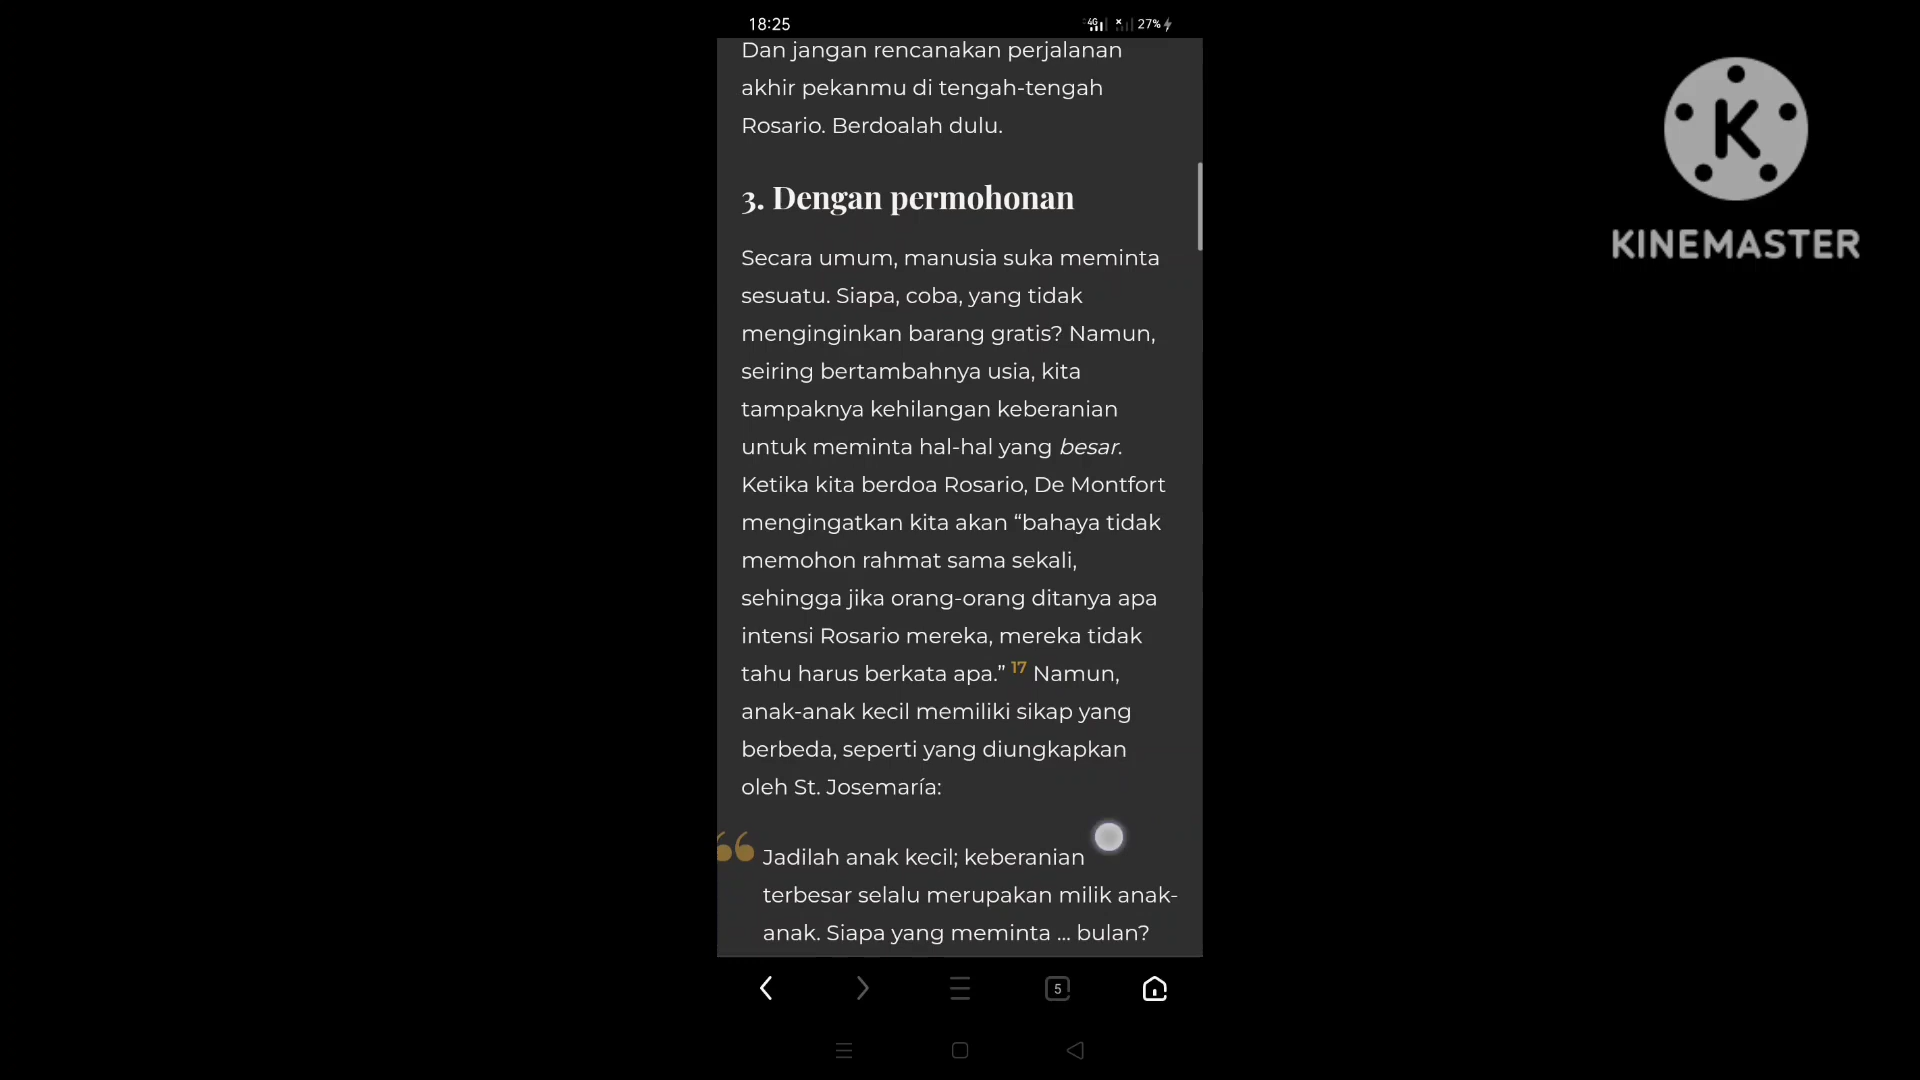 18:25
4G
27%
Dan jangan rencanakan perjalanan
akhir pekanmu di tengah-tengah
Rosario. Berdoalah dulu.
3. Dengan permohonan
Secara umum, manusia suka meminta
sesuatu. Siapa, coba, yang tidak
menginginkan barang gratis? Namun,
seiring bertambahnya usia, kita
tampaknya kehilangan keberanian
untuk meminta hal-hal yang besar.
Ketika kita berdoa Rosario, De Montfort
mengingatkan kita akan “bahaya tidak
memohon rahmat sama sekali,
sehingga jika orang-orang ditanya apa
intensi Rosario mereka, mereka tidak
tahu harus berkata apa.” 17 Namun,
anak-anak kecil memiliki sikap yang
berbeda, seperti yang diungkapkan
oleh St. Josemaría:
“ Jadilah anak kecil; keberanian
terbesar selalu merupakan milik anak-
anak. Siapa yang meminta ... bulan?
5
K
KINEMASTER